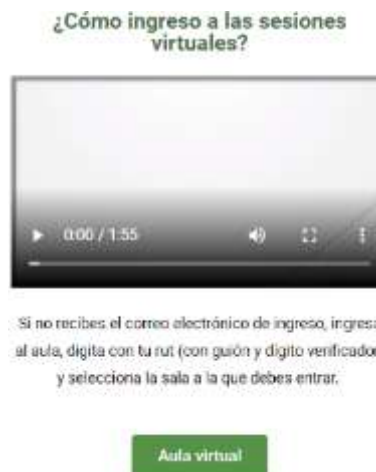 ¿Cómo ingreso a las sesiones
virtuales?
0:00 / 1:55
Si no recibes el correo electrónico de ingreso, ingresa
al aula, digita con tu rut (con guión y digito verificador
y selecciona la sala a la que debes entrar.
Aula virtual